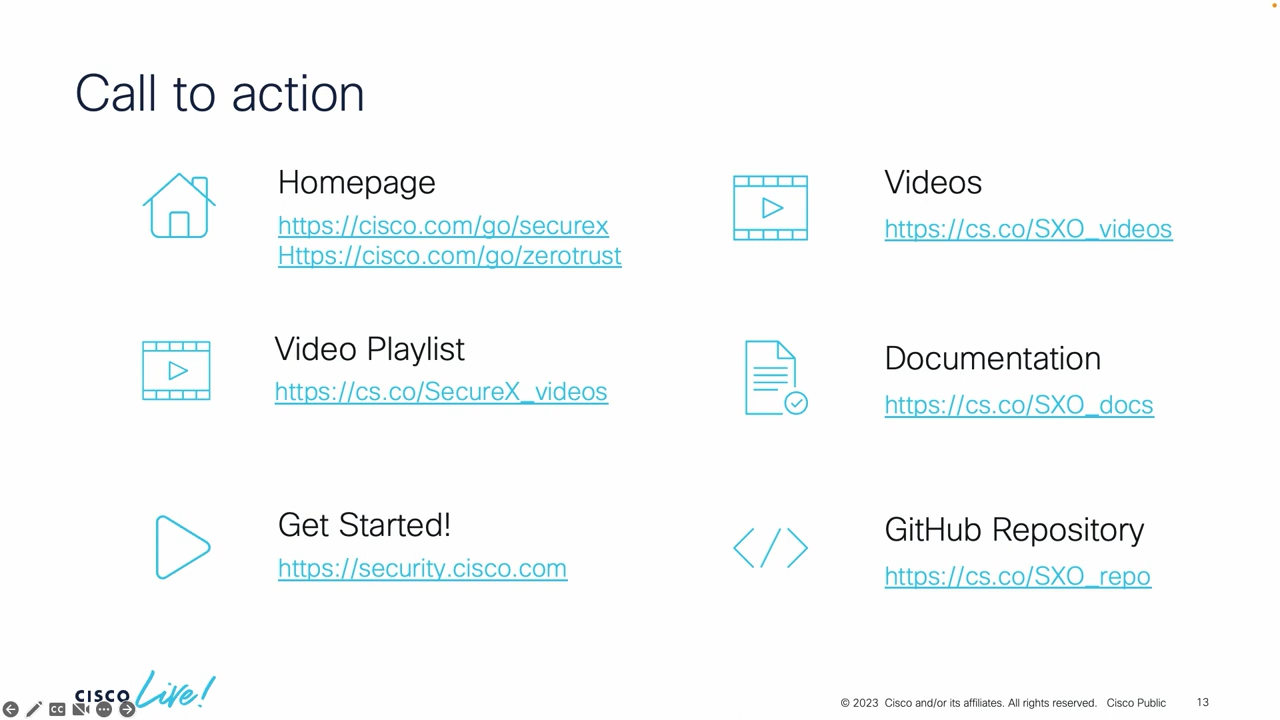 Call to action
Homepage
https://cisco.com/go/securex
Https://cisco.com/go/zerotrust
Videos
https://cs.co/SXO_videos
Video Playlist
https://cs.co/SecureX_videos
Documentation
https://cs.co/SXO_docs
Get Started!
https://security.cisco.com
GitHub Repository
https://cs.co/SXO_repo
CISCO Live!
CC
© 2023 Cisco and/or its affiliates. All rights reserved. Cisco Public 13